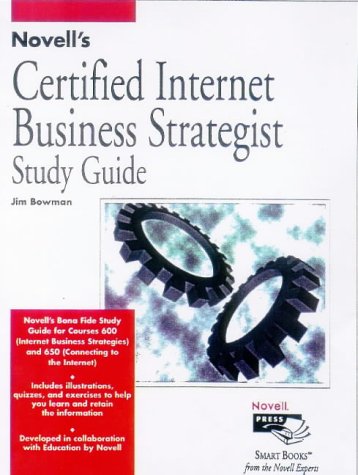 Novell's
Certified Internet
Business Strategist
Study Guide
Jim Bowman
Novell's Bona Fide Study
Guide for Courses 600
(Internet Business Strategies)
and 650 (Connecting to
the Internet)
•
Includes illustrations,
quizzes, and exercises to help
you learn and retain
the information
•
Developed in collaboration
with Education by Novell
Novell.
PRESS
SMART BOOKS™
from the Novell Experts